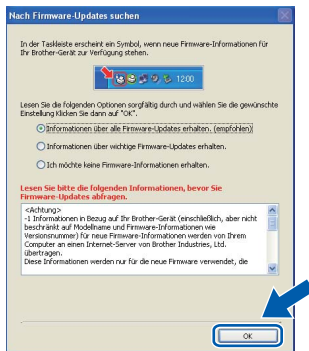 Nach Firmware-Updates suchen
In der Taskleiste erscheint ein Symbol, wenn neue Firmware-Informationen für
Ihr Brother-Gerät zur Verfügung stehen.
12:00
Lesen Sie die folgenden Optionen sorgfältig durch und wählen Sie die gewünschte
Einstellung Klicken Sie dann auf "OK".
Informationen über alle Firmware-Updates erhalten. (empfohlen)
Informationen über wichtige Firmware-Updates erhalten.
Ich möchte keine Firmware-Informationen erhalten.
Lesen Sie bitte die folgenden Informationen, bevor Sie
Firmware-Updates abfragen.
<Achtung>
-1 Informationen in Bezug auf Ihr Brother-Gerät (einschließlich, aber nicht
beschränkt auf Modellname und Firmware-Informationen wie
Versionsnummer) für neue Firmware-Informationen werden von Ihrem
Computer an einen Internet-Server von Brother Industries, Ltd.
übertragen.
Diese Informationen werden nur für die neue Firmware verwendet, die
OK